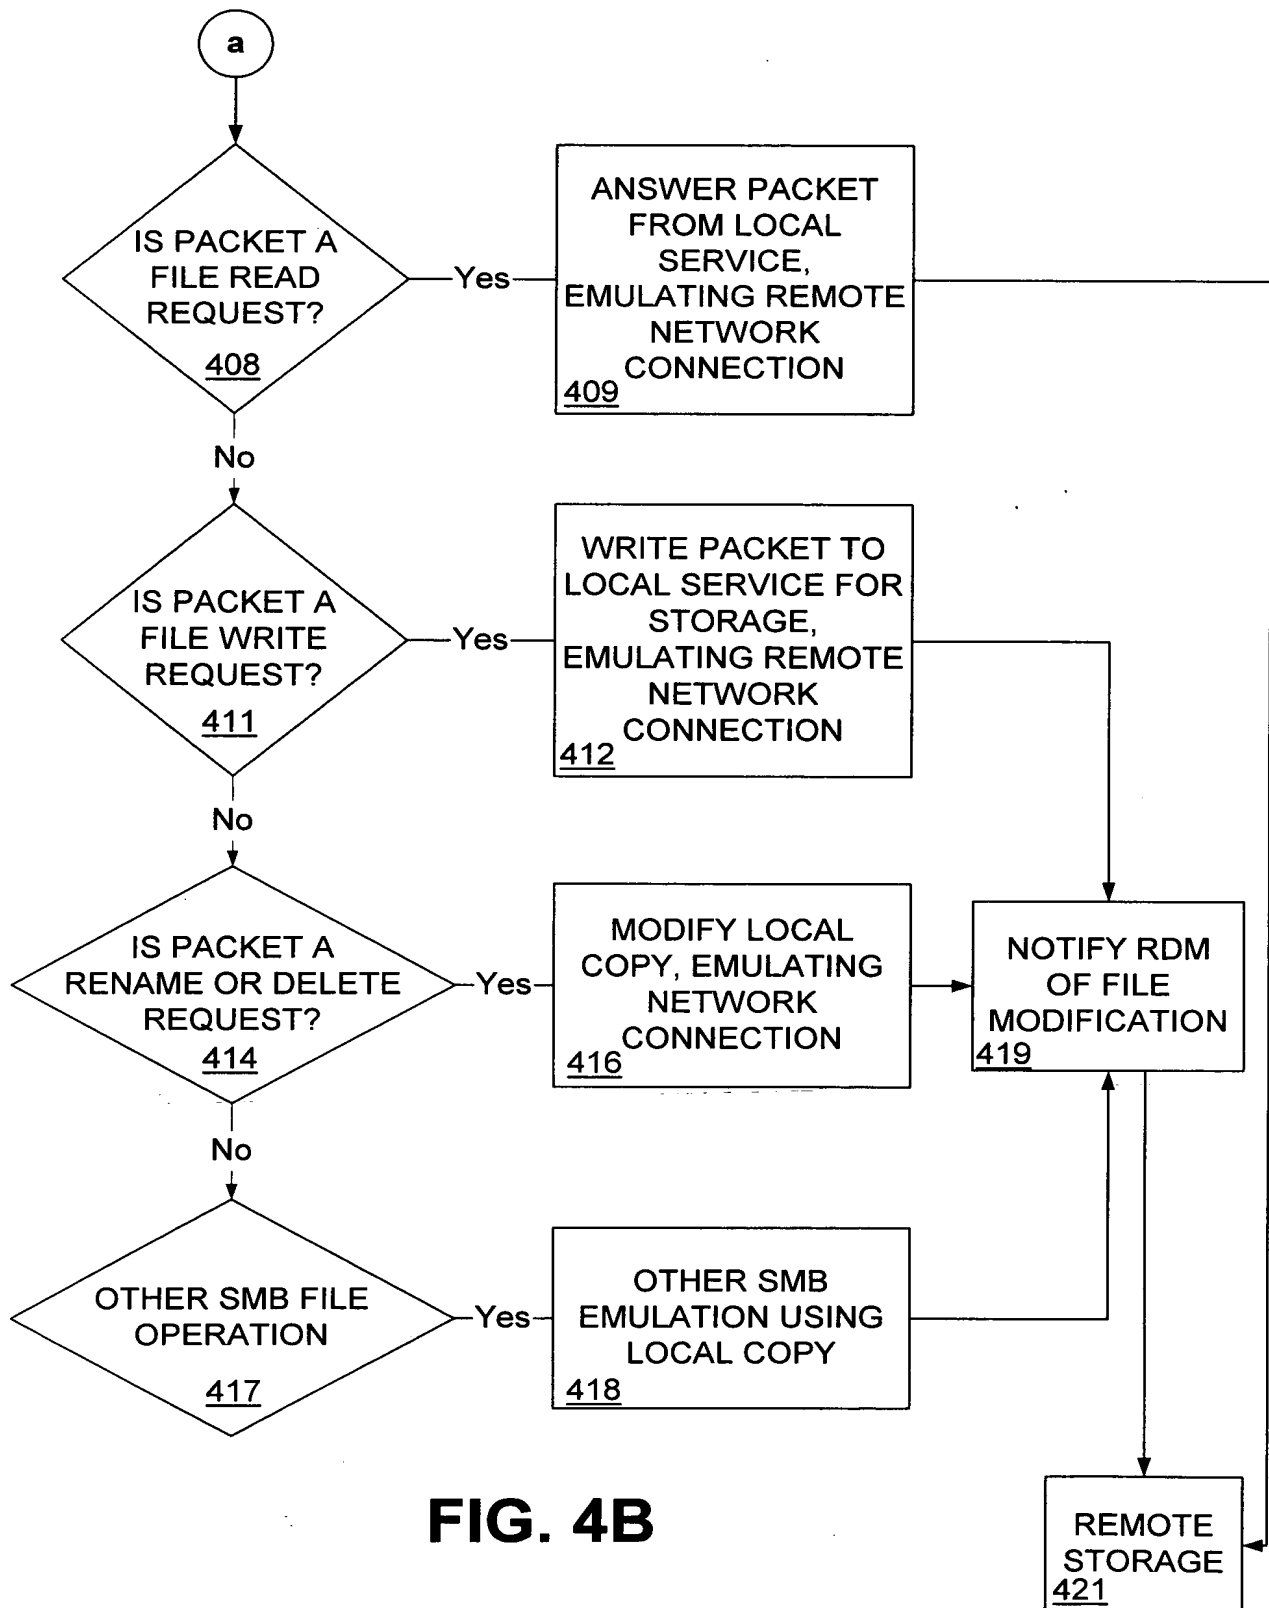 a
IS PACKET A
FILE READ
REQUEST?
408
Yes
ANSWER PACKET
FROM LOCAL
SERVICE,
EMULATING REMOTE
NETWORK
CONNECTION
409
No
IS PACKET A
FILE WRITE
REQUEST?
411
Yes
WRITE PACKET TO
LOCAL SERVICE FOR
STORAGE,
EMULATING REMOTE
NETWORK
CONNECTION
412
No
IS PACKET A
RENAME OR DELETE
REQUEST?
414
Yes
MODIFY LOCAL
COPY, EMULATING
NETWORK
CONNECTION
416
NOTIFY RDM
OF FILE
MODIFICATION
419
No
OTHER SMB FILE
OPERATION
417
Yes
OTHER SMB
EMULATION USING
LOCAL COPY
418
REMOTE
STORAGE
421
FIG. 4B